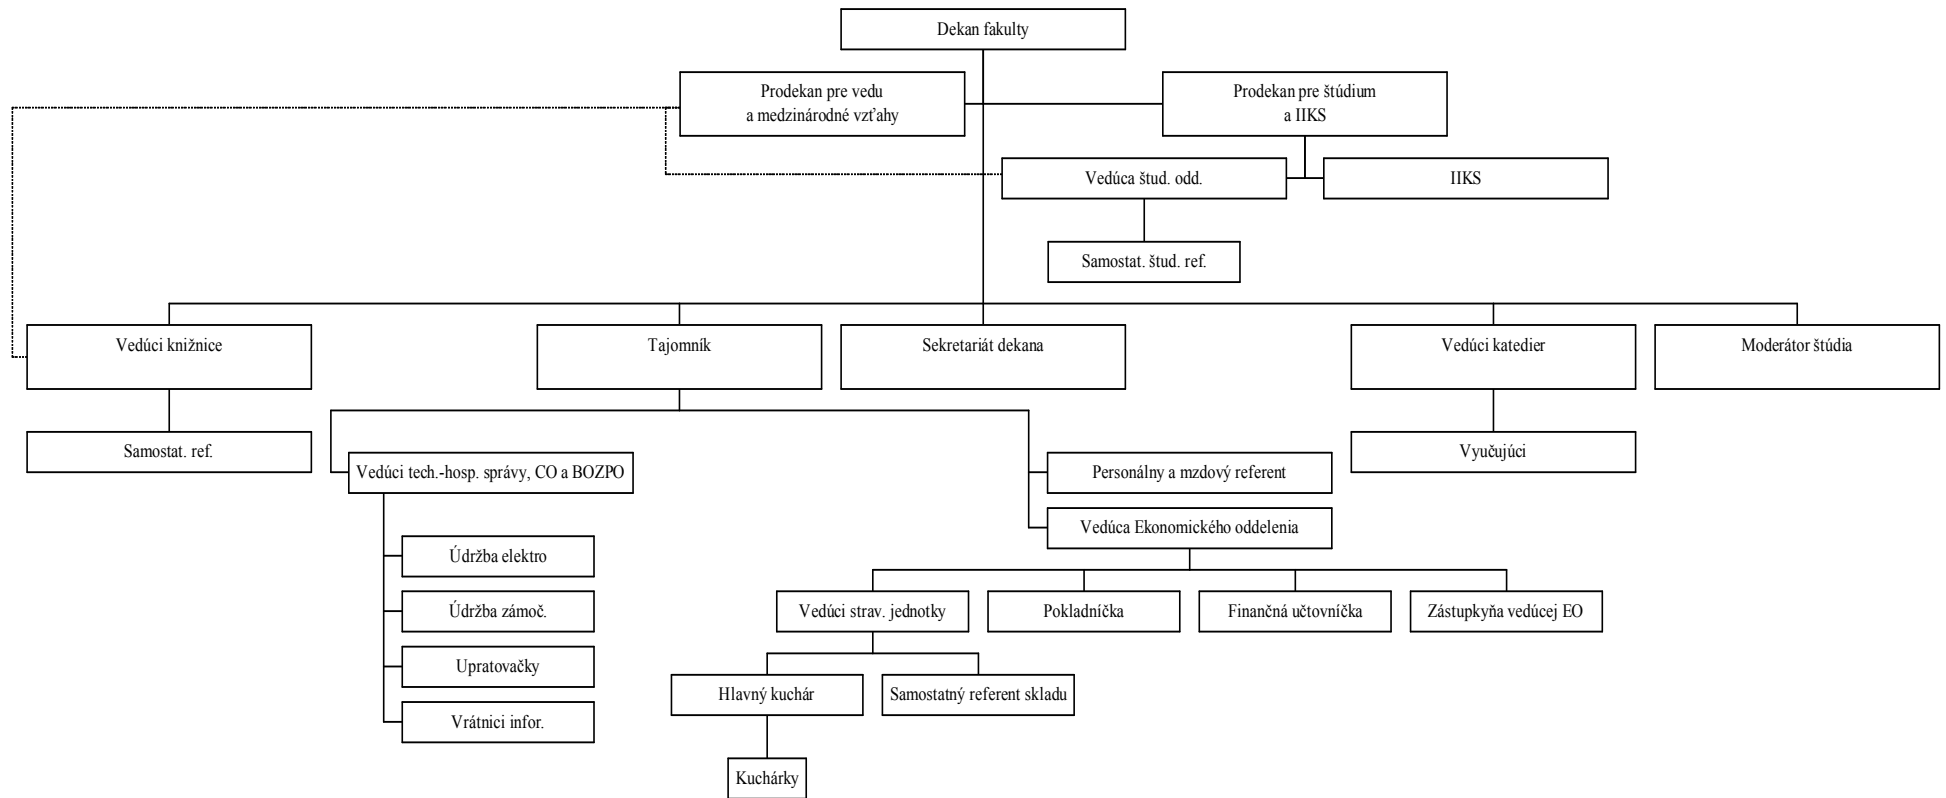 Dekan fakulty
Prodekan pre vedu
a medzinárodné vzťahy
Prodekan pre štúdium
a IIKS
Vedúca štud. odd.
IIKS
Samostat. štud. ref.
Vedúci knižnice
Tajomník
Sekretariát dekana
Vedúci katedier
Moderátor štúdia
Samostat. ref.
Vyučujúci
Vedúci tech.-hosp. správy, CO a BOZPO
Personálny a mzdový referent
Vedúca Ekonomického oddelenia
Údržba elektro
Údržba zámoč.
Upratovačky
Vrátnici infor.
Vedúci strav. jednotky
Pokladníčka
Finančná učtovníčka
Zástupkyňa vedúcej EO
Hlavný kuchár
Samostatný referent skladu
Kuchárky